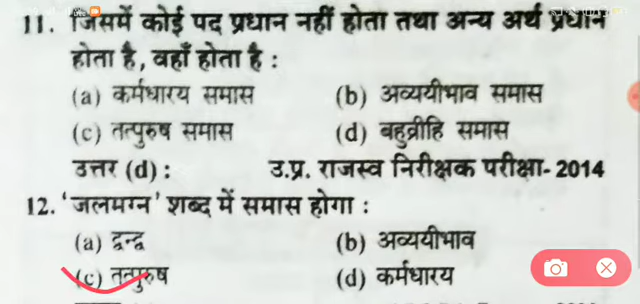 11. जिसमें कोई पद प्रधान नहीं होता तथा अन्य अर्थ प्रधान
होता है, वहाँ होता है :
(a) कर्मधारय समास (b) अव्ययीभाव समास
(c) तत्पुरुष समास (d) बहुव्रीहि समास
उत्तर (d) : उ.प्र. राजस्व निरीक्षक परीक्षा- 2014
12. 'जलमग्न' शब्द में समास होगा :
(a) द्वन्द्व (b) अव्ययीभाव
(c) तत्पुरुष (d) कर्मधारय